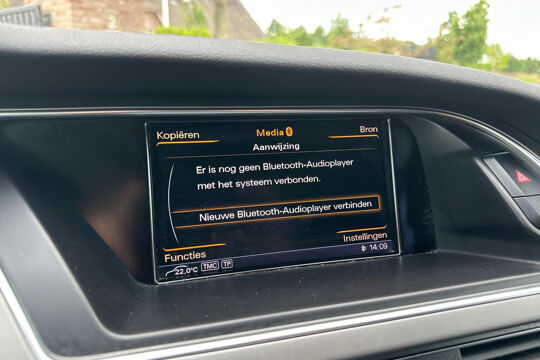 Kopiëren Media Bron
Aanwijzing
Er is nog geen Bluetooth-Audioplayer
met het systeem verbonden.
Nieuwe Bluetooth-Audioplayer verbinden
Functies Instellingen
22.0°C TMC TP 14:09